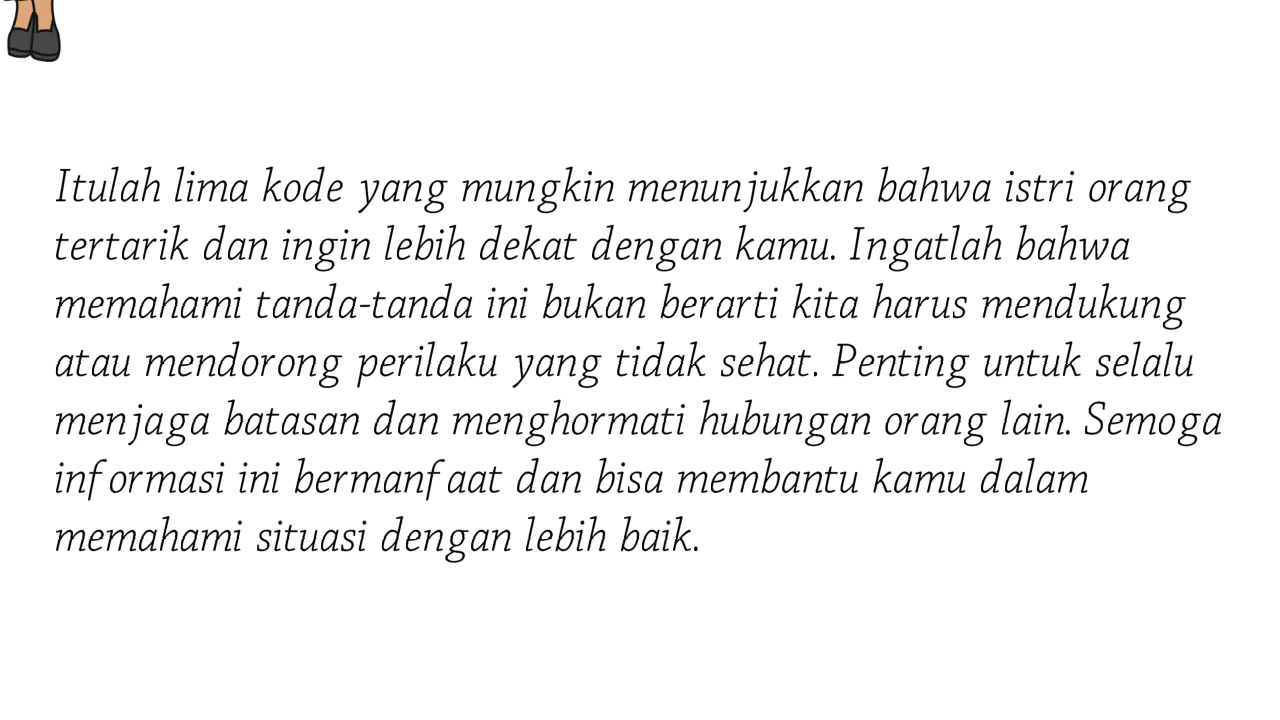 Itulah lima kode yang mungkin menunjukkan bahwa istri orang
tertarik dan ingin lebih dekat dengan kamu. Ingatlah bahwa
memahami tanda-tanda ini bukan berarti kita harus mendukung
atau mendorong perilaku yang tidak sehat. Penting untuk selalu
menjaga batasan dan menghormati hubungan orang lain. Semoga
informasi ini bermanfaat dan bisa membantu kamu dalam
memahami situasi dengan lebih baik.